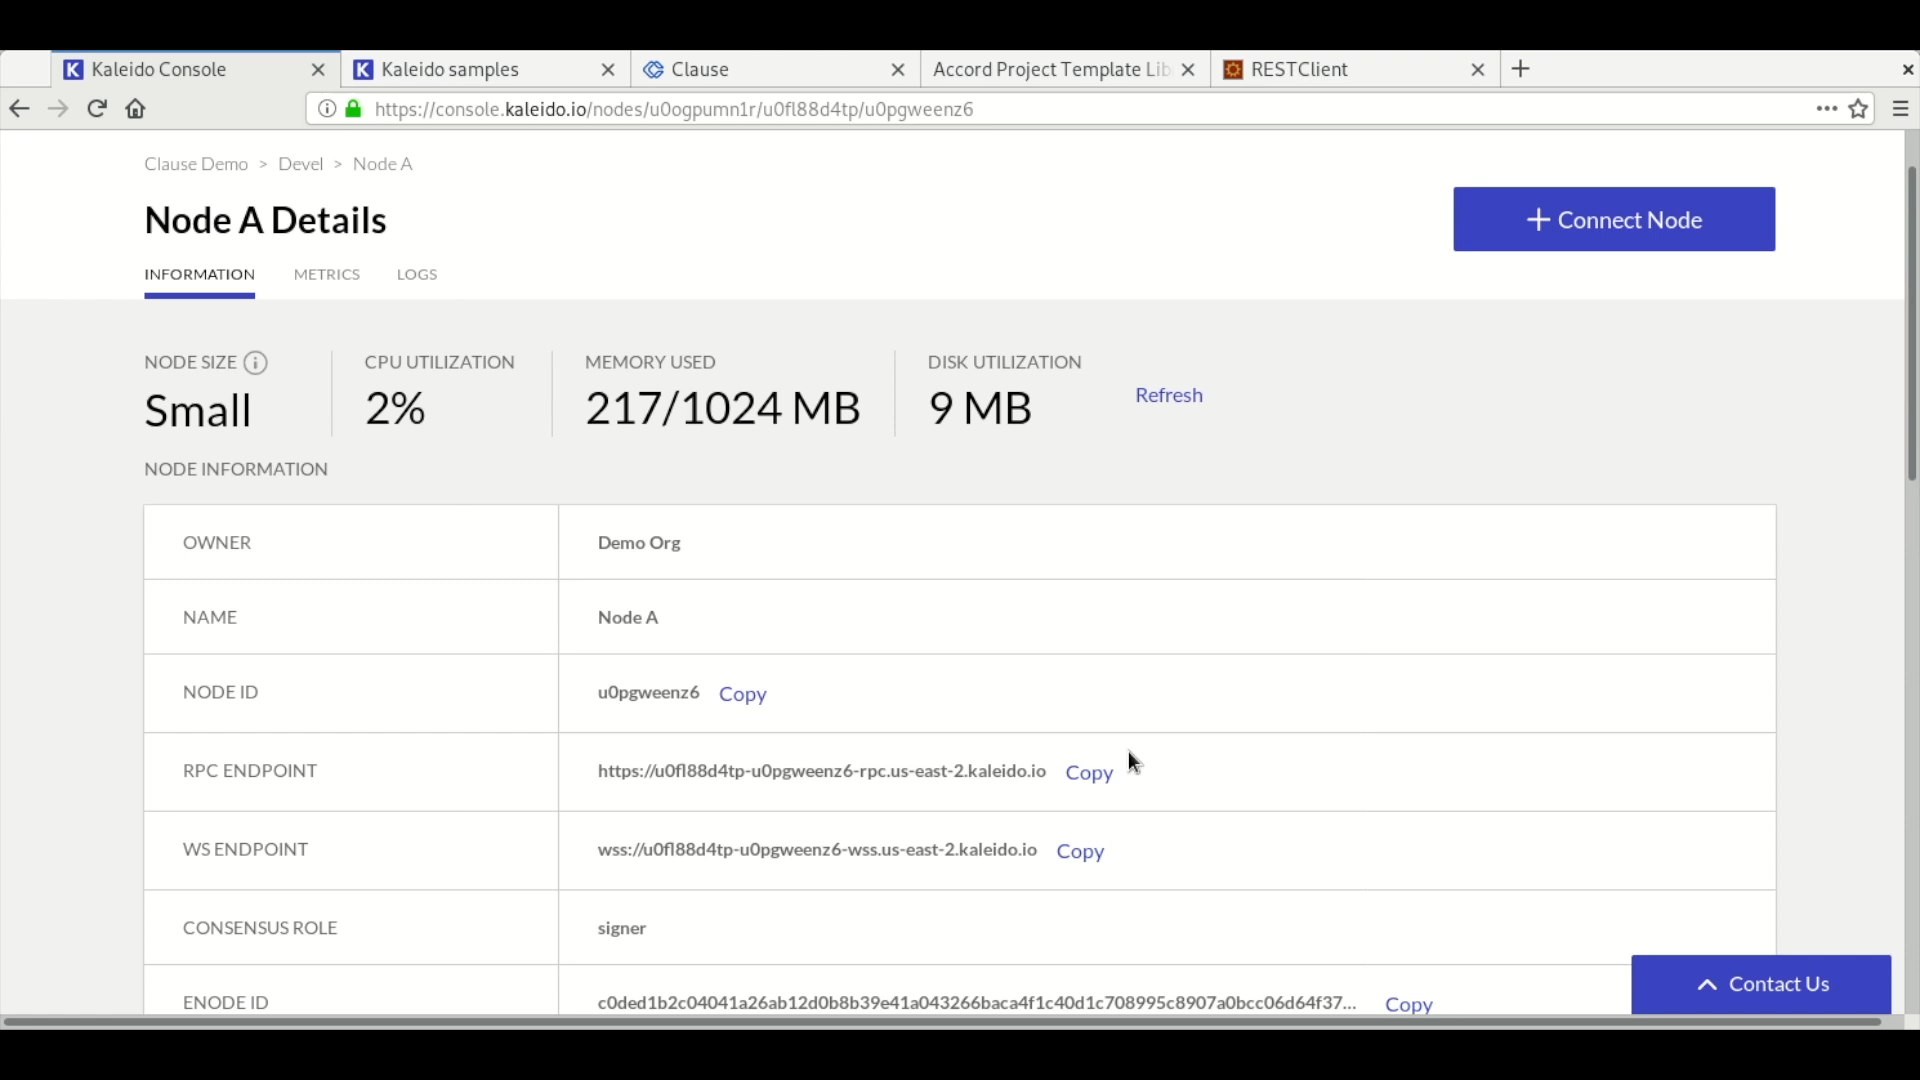 Kaleido Console
Kaleido samples
Clause
Accord Project Template Lib
RESTClient
https://console.kaleido.io/nodes/u0ogpumn1r/u0fl88d4tp/u0pgweenz6
Clause Demo > Devel > Node A
Node A Details
+ Connect Node
INFORMATION METRICS LOGS
NODE SIZE CPU UTILIZATION MEMORY USED DISK UTILIZATION
Small 2% 217/1024 MB 9 MB Refresh
NODE INFORMATION
OWNER Demo Org
NAME Node A
NODE ID u0pgweenz6 Copy
RPC ENDPOINT https://u0fl88d4tp-u0pgweenz6-rpc.us-east-2.kaleido.io Copy
WS ENDPOINT wss://u0fl88d4tp-u0pgweenz6-wss.us-east-2.kaleido.io Copy
CONSENSUS ROLE signer
ENODE ID c0ded1b2c04041a26ab12d0b8b39e41a043266baca4f1c40d1c708995c8907a0bcc06d64f37... Copy
Contact Us